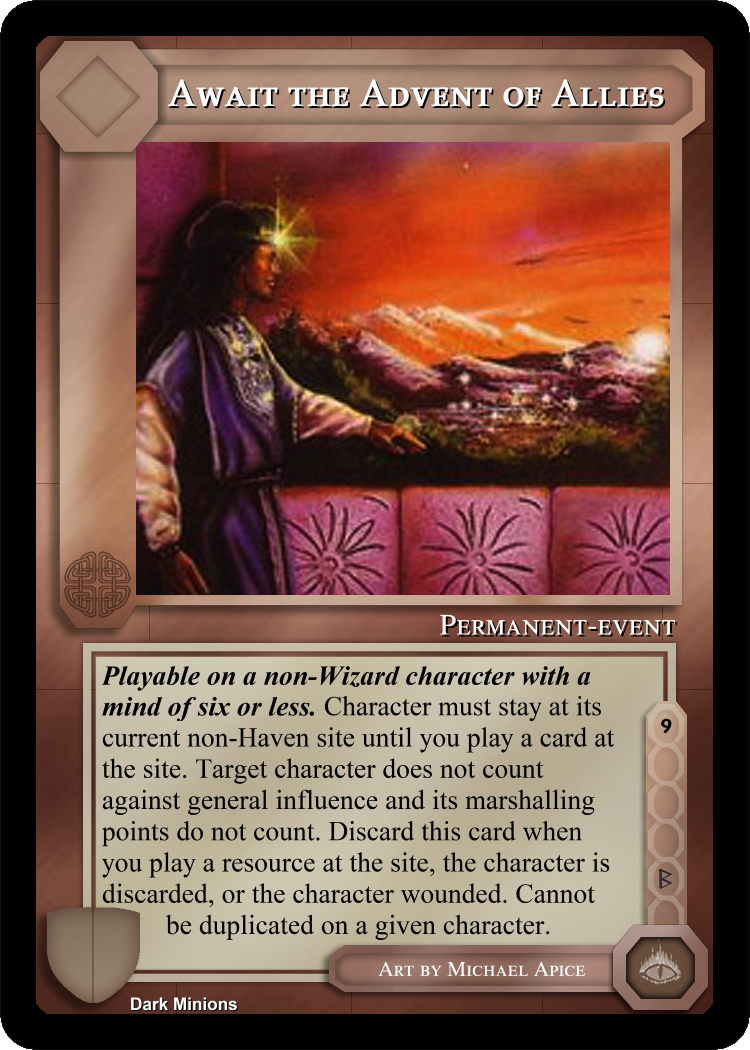 Await the Advent of Allies
Permanent-event
Playable on a non-Wizard character with a
mind of six or less. Character must stay at its
current non-Haven site until you play a card at
the site. Target character does not count
against general influence and its marshalling
points do not count. Discard this card when
you play a resource at the site, the character is
discarded, or the character wounded. Cannot
be duplicated on a given character.
9
ᛒ
Art by Michael Apice
Dark Minions